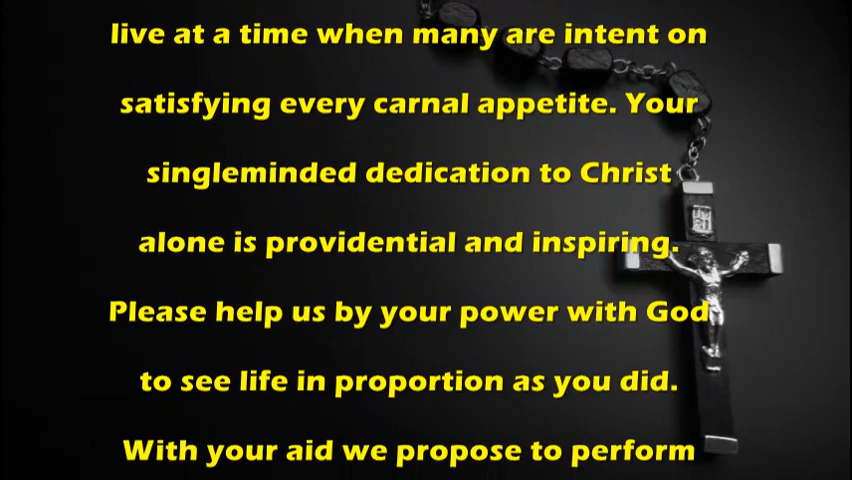 live at a time when many are intent on
satisfying every carnal appetite. Your
singleminded dedication to Christ
alone is providential and inspiring.
Please help us by your power with God
to see life in proportion as you did.
With your aid we propose to perform